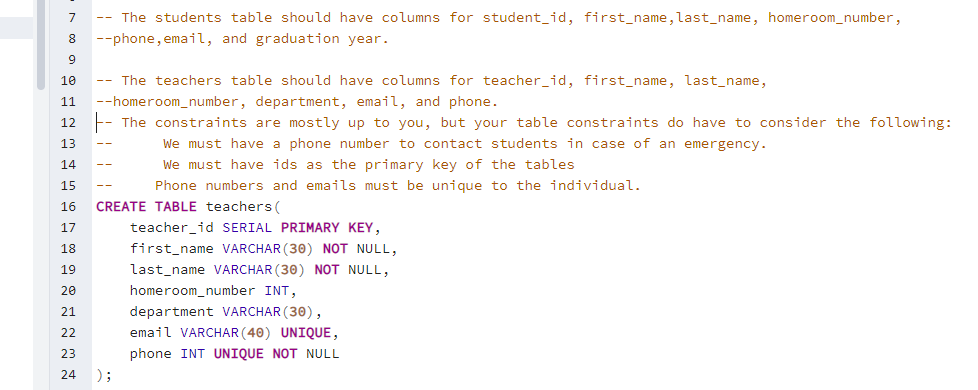 7 -- The students table should have columns for student_id, first_name,last_name, homeroom_number,
8 --phone,email, and graduation year.
9
10 -- The teachers table should have columns for teacher_id, first_name, last_name,
11 --homeroom_number, department, email, and phone.
12 -- The constraints are mostly up to you, but your table constraints do have to consider the following:
13 --      We must have a phone number to contact students in case of an emergency.
14 --      We must have ids as the primary key of the tables
15 --     Phone numbers and emails must be unique to the individual.
16 CREATE TABLE teachers(
17     teacher_id SERIAL PRIMARY KEY,
18     first_name VARCHAR(30) NOT NULL,
19     last_name VARCHAR(30) NOT NULL,
20     homeroom_number INT,
21     department VARCHAR(30),
22     email VARCHAR(40) UNIQUE,
23     phone INT UNIQUE NOT NULL
24 );